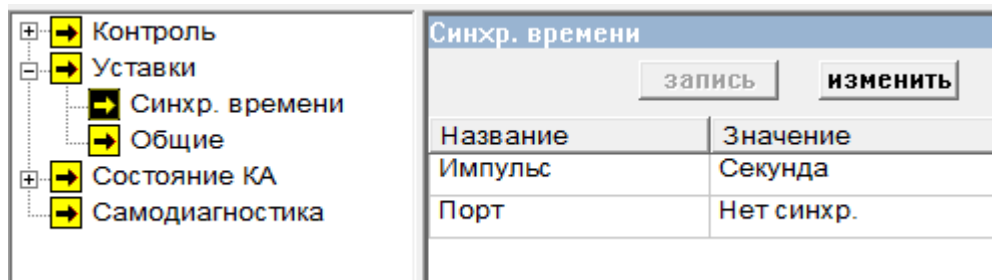 Контроль
Уставки
Синхр. времени
Общие
Состояние КА
Самодиагностика
Синхр. времени
запись изменить
Название Значение
Импульс Секунда
Порт Нет синхр.